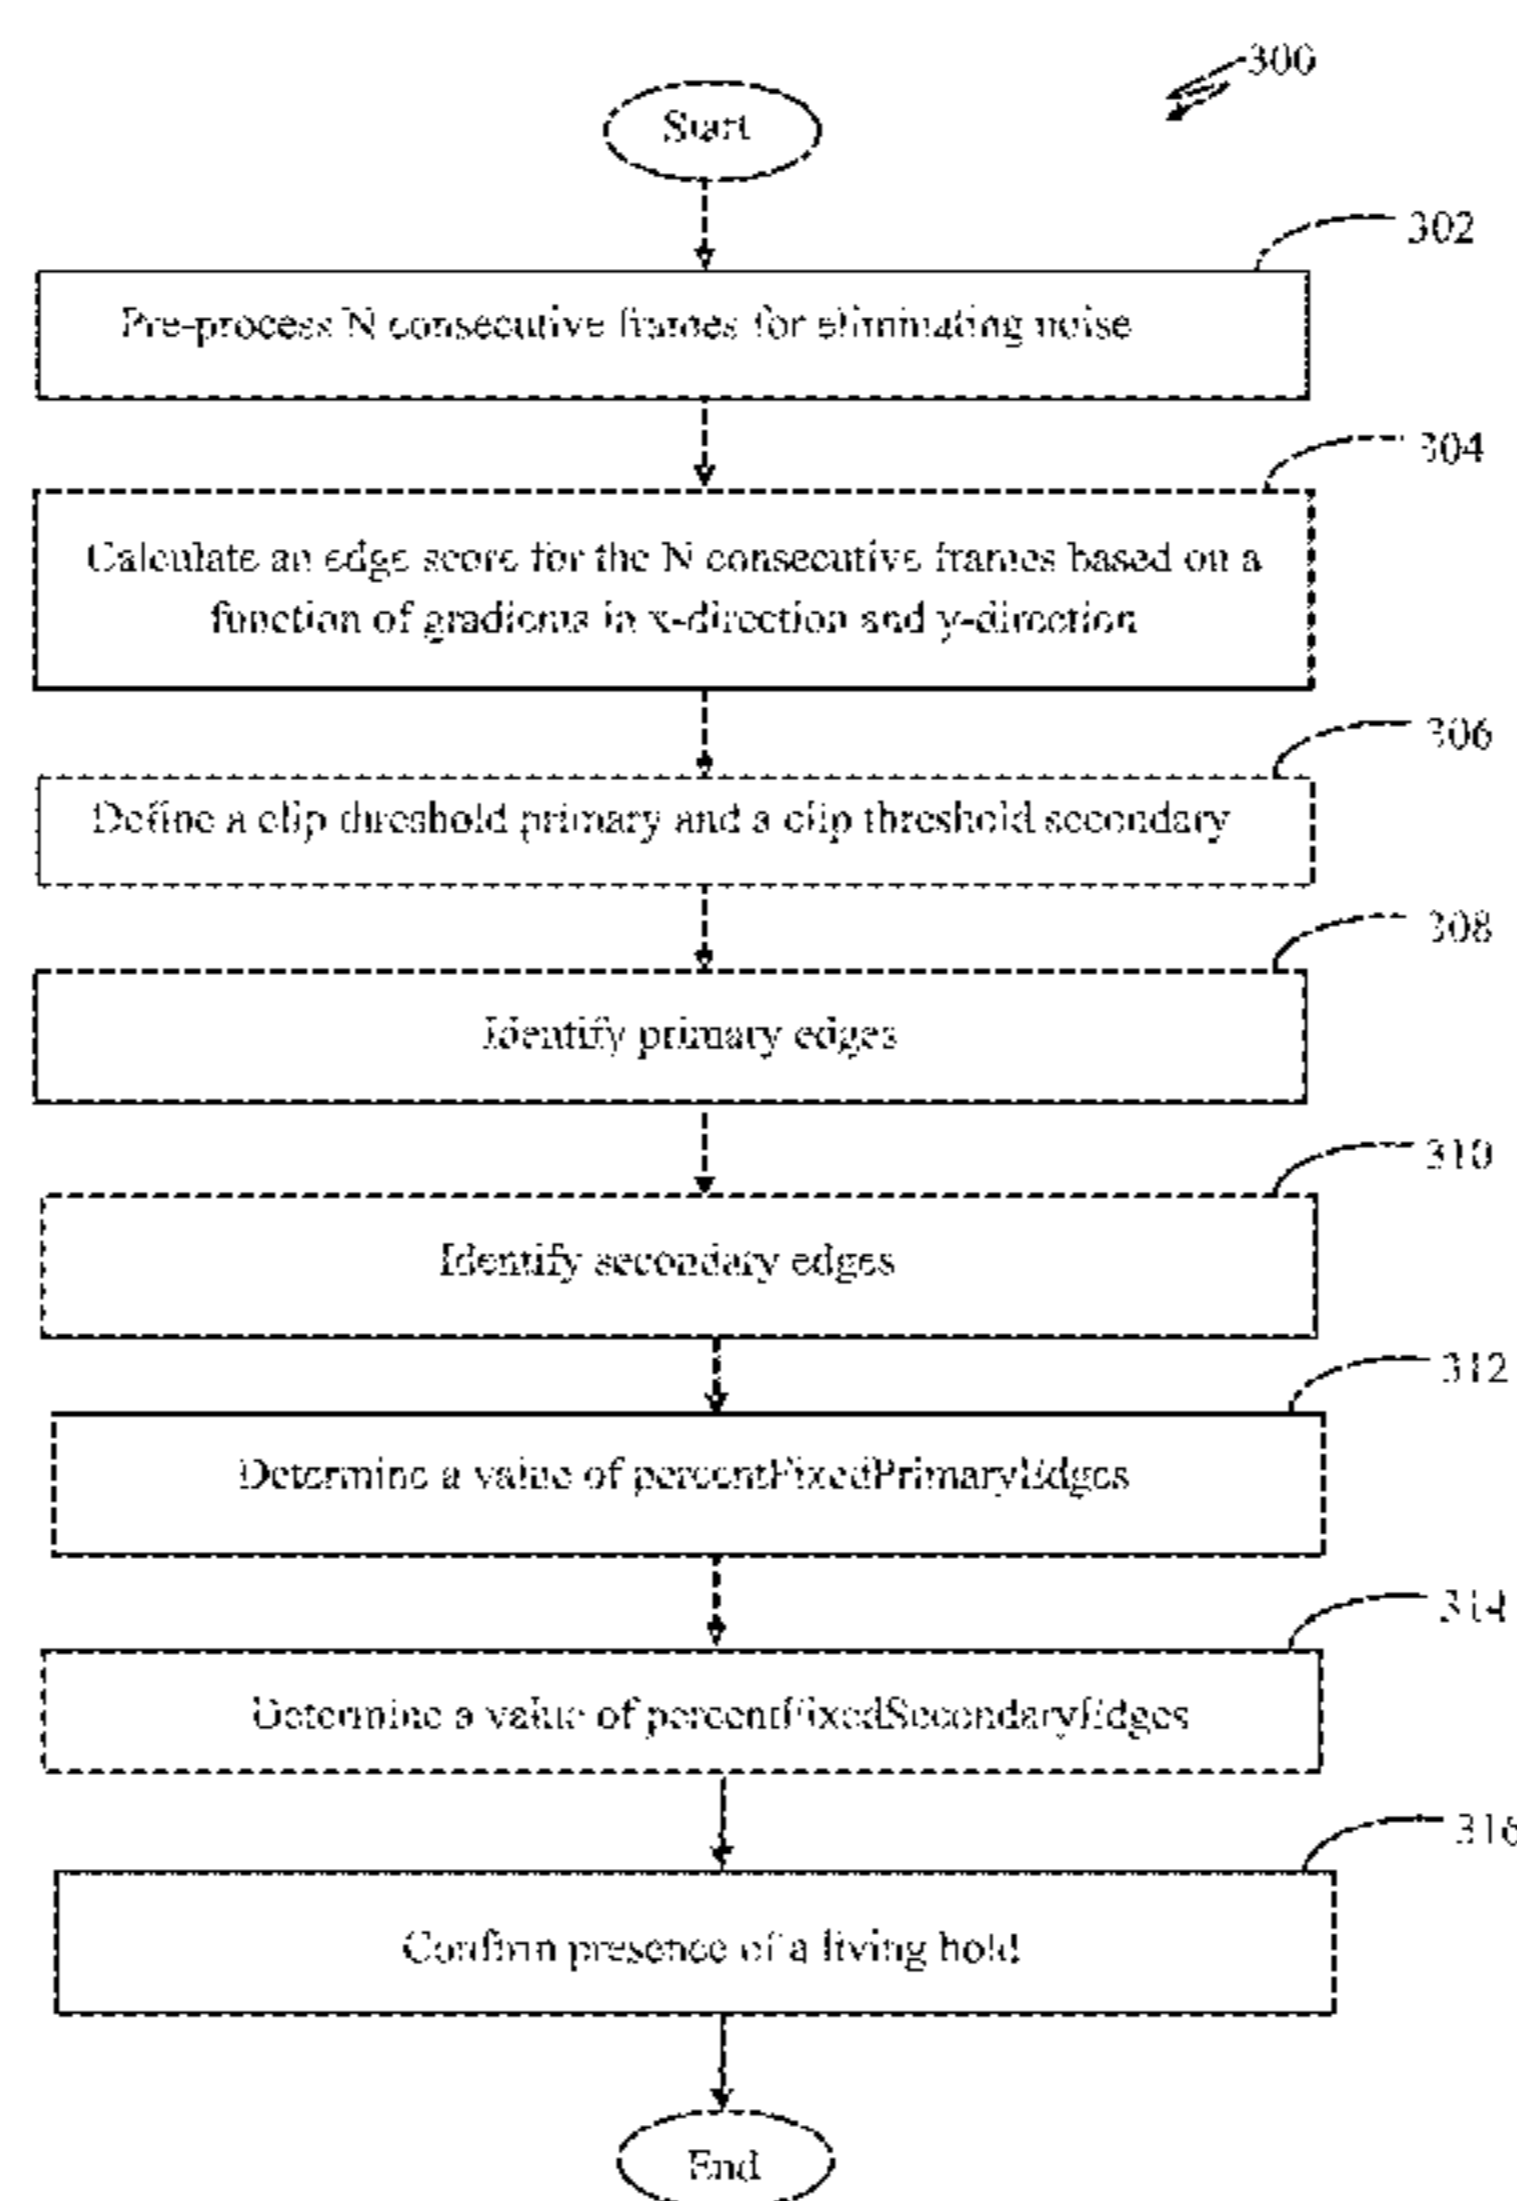 300
Start
302
Pre-process N consecutive frames for eliminating noise
304
Calculate an edge score for the N consecutive frames based on a
function of gradients in x-direction and y-direction
306
Define a clip threshold primary and a clip threshold secondary
308
Identify primary edges
310
Identify secondary edges
312
Determine a value of percentFixedPrimaryEdges
314
Determine a value of percentFixedSecondaryEdges
316
Confirm presence of a living hold
End